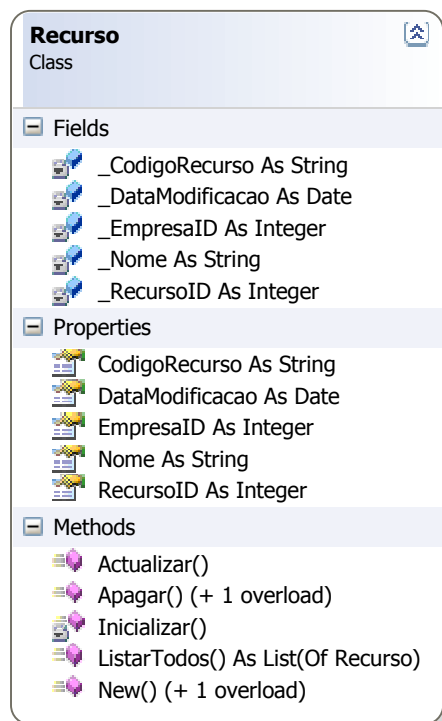 Recurso
Class
Fields
_CodigoRecurso As String
_DataModificacao As Date
_EmpresaID As Integer
_Nome As String
_RecursoID As Integer
Properties
CodigoRecurso As String
DataModificacao As Date
EmpresaID As Integer
Nome As String
RecursoID As Integer
Methods
Actualizar()
Apagar() (+ 1 overload)
Inicializar()
ListarTodos() As List(Of Recurso)
New() (+ 1 overload)